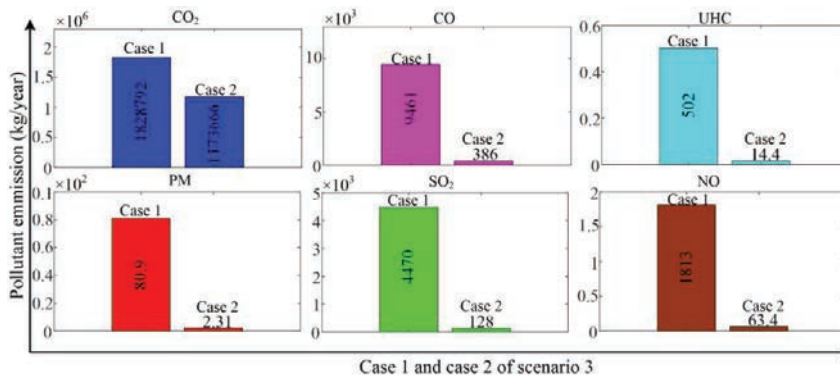 Pollutant emmission (kg/year)
CO₂
×10⁶
2
1.5
1
0.5
0
Case 1
1828792
Case 2
1173666
CO
×10³
10
5
0
Case 1
9461
Case 2
386
UHC
0.6
0.4
0.2
0
Case 1
502
Case 2
14.4
PM
×10²
0.1
0.8
0.6
0.4
0.2
0
Case 1
80.9
Case 2
2.31
SO₂
×10³
5
4
3
2
1
0
Case 1
4470
Case 2
128
NO
2
1.5
1
0.5
0
Case 1
1813
Case 2
63.4
Case 1 and case 2 of scenario 3